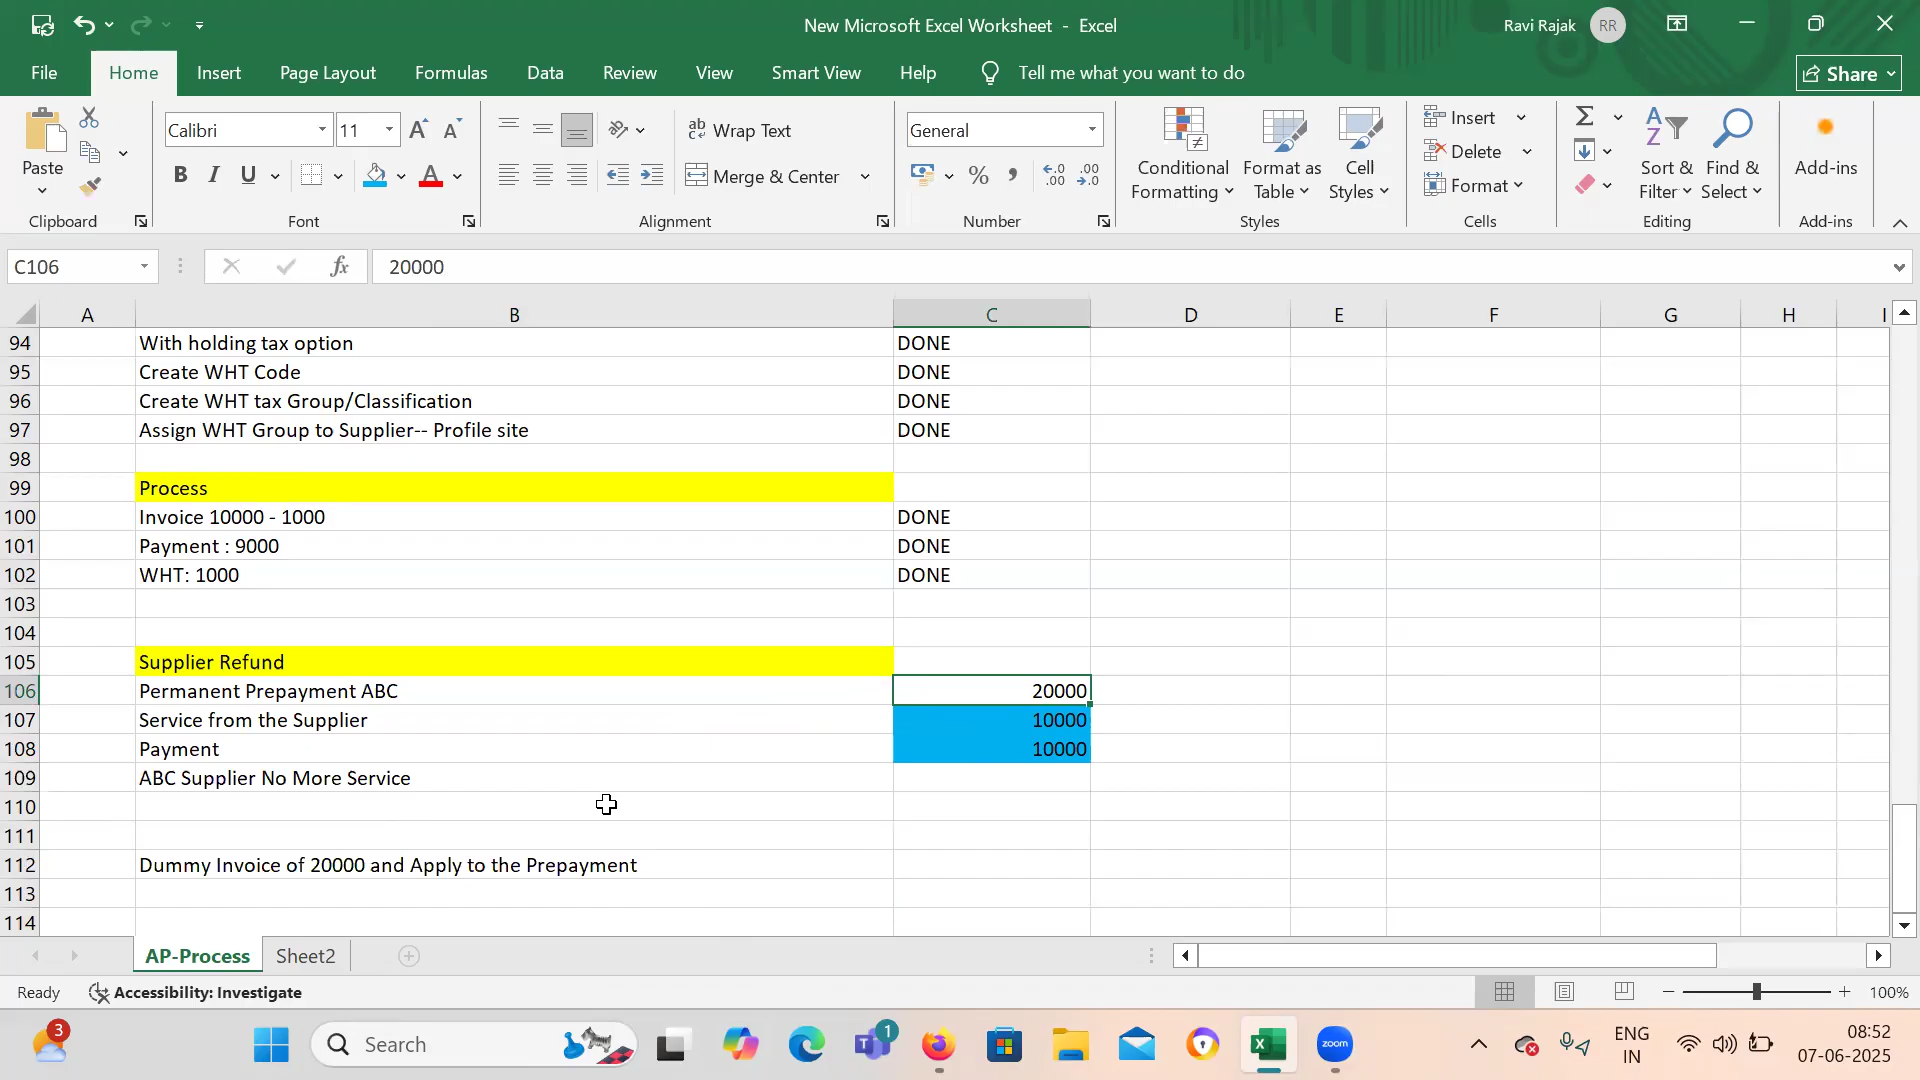 New Microsoft Excel Worksheet - Excel
Ravi Rajak
RR
File
Home
Insert
Page Layout
Formulas
Data
Review
View
Smart View
Help
Tell me what you want to do
Share
Paste
Clipboard
Calibri
11
B I U
Font
Wrap Text
Merge & Center
Alignment
General
Number
Conditional Formatting
Format as Table
Cell Styles
Styles
Insert
Delete
Format
Cells
Sort & Filter
Find & Select
Editing
Add-ins
Add-ins
C106
fx
20000
A B C D E F G H I
94 With holding tax option DONE
95 Create WHT Code DONE
96 Create WHT tax Group/Classification DONE
97 Assign WHT Group to Supplier-- Profile site DONE
98
99 Process
100 Invoice 10000 - 1000 DONE
101 Payment : 9000 DONE
102 WHT: 1000 DONE
103
104
105 Supplier Refund
106 Permanent Prepayment ABC 20000
107 Service from the Supplier 10000
108 Payment 10000
109 ABC Supplier No More Service
110
111
112 Dummy Invoice of 20000 and Apply to the Prepayment
113
114
AP-Process
Sheet2
Ready
Accessibility: Investigate
100%
3
Search
1
zoom
ENG
IN
08:52
07-06-2025